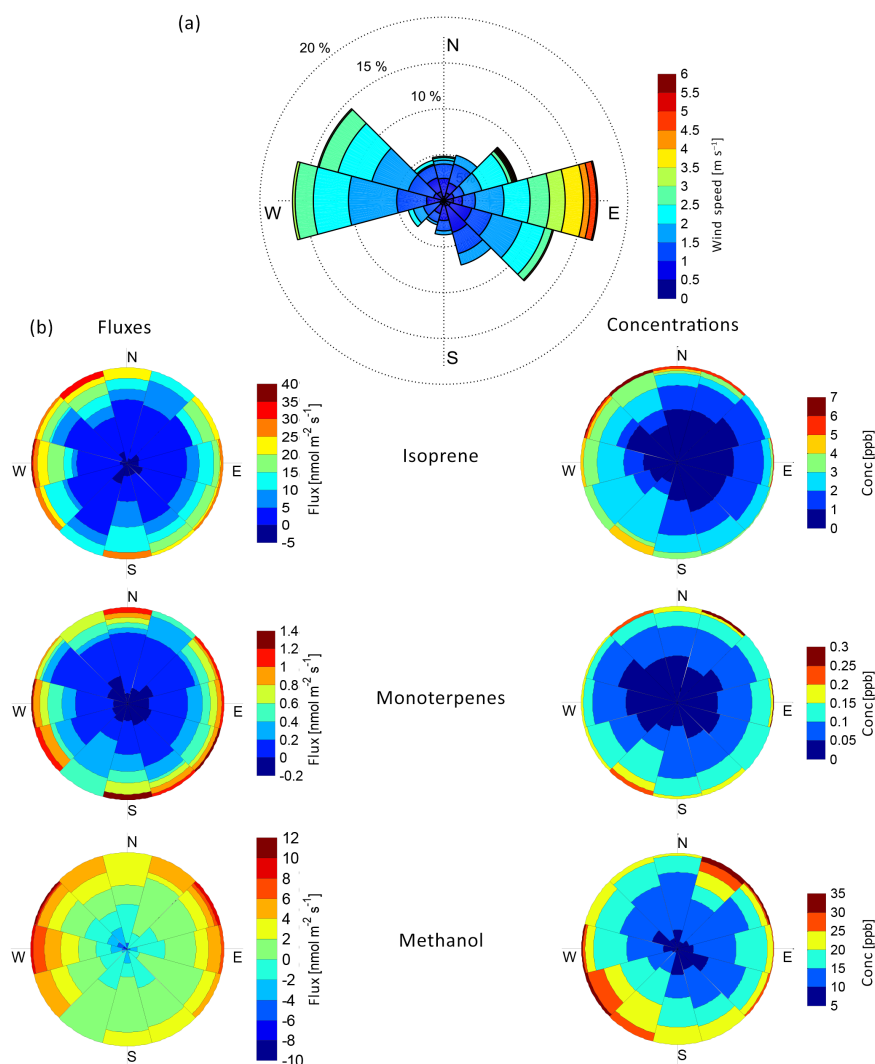 (a)
N
20 %
15 %
10 %
W
E
S
6
5.5
5
4.5
4
3.5
3
2.5
2
1.5
1
0.5
0
Wind speed [m s⁻¹]
(b)
Fluxes
Concentrations
N
W
E
S
40
35
30
25
20
15
10
5
0
-5
Flux [nmol m⁻² s⁻¹]
Isoprene
N
W
E
S
7
6
5
4
3
2
1
0
Conc [ppb]
N
W
E
S
1.4
1.2
1
0.8
0.6
0.4
0.2
0
-0.2
Flux [nmol m⁻² s⁻¹]
Monoterpenes
N
W
E
S
0.3
0.25
0.2
0.15
0.1
0.05
0
Conc[ppb]
N
W
E
S
12
10
8
6
4
2
0
-2
-4
-6
-8
-10
Flux [nmol m⁻² s⁻¹]
Methanol
N
W
E
S
35
30
25
20
15
10
5
Conc [ppb]